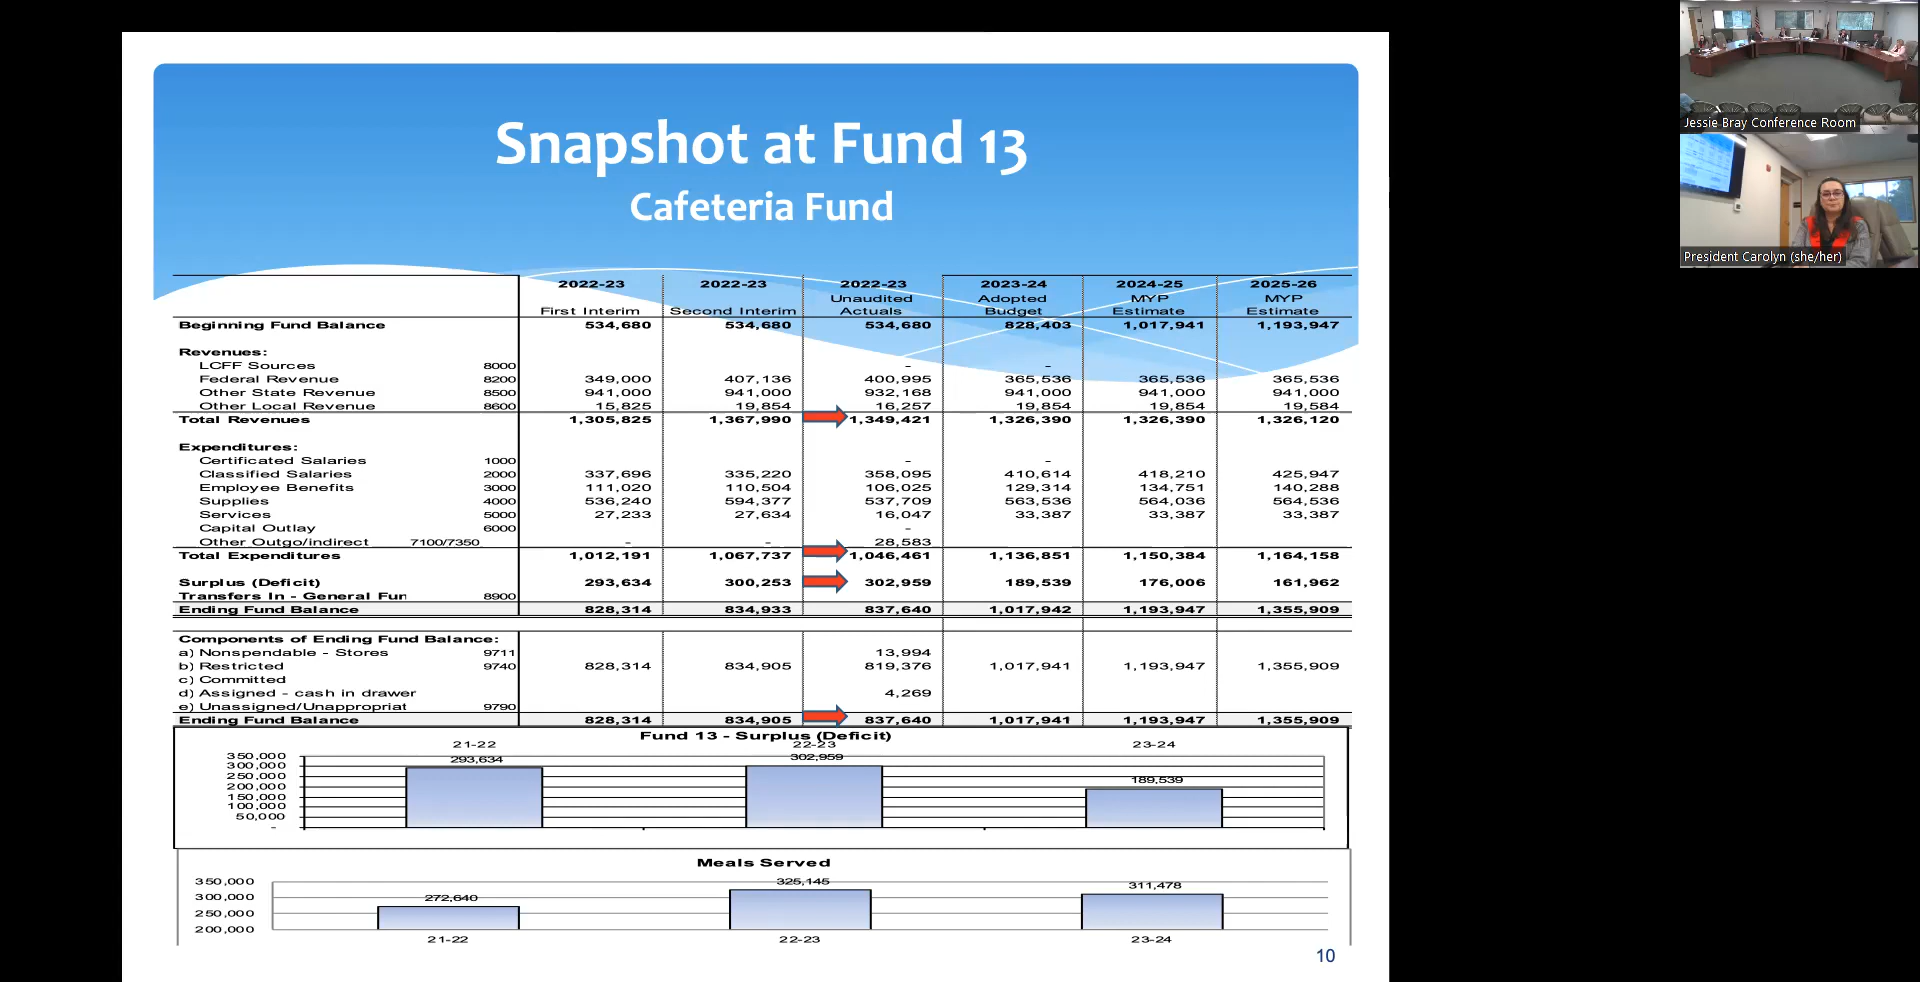 Snapshot at Fund 13
Cafeteria Fund
2022-23 2022-23 2022-23 2023-24 2024-25 2025-26
Unaudited Adopted MYP MYP
First Interim Second Interim Actuals Budget Estimate Estimate
Beginning Fund Balance 534,680 534,680 534,680 828,403 1,017,941 1,193,947
Revenues:
LCFF Sources 8000 - -
Federal Revenue 8200 349,000 407,136 400,995 365,536 365,536 365,536
Other State Revenue 8500 941,000 941,000 932,168 941,000 941,000 941,000
Other Local Revenue 8600 15,825 19,854 16,257 19,854 19,854 19,584
Total Revenues 1,305,825 1,367,990 1,349,421 1,326,390 1,326,390 1,326,120
Expenditures:
Certificated Salaries 1000 - -
Classified Salaries 2000 337,696 335,220 358,095 410,614 418,210 425,947
Employee Benefits 3000 111,020 110,504 106,025 129,314 134,751 140,288
Supplies 4000 536,240 594,377 537,709 563,536 564,036 564,536
Services 5000 27,233 27,634 16,047 33,387 33,387 33,387
Capital Outlay 6000 -
Other Outgo/indirect 7100/7350 - - 28,583
Total Expenditures 1,012,191 1,067,737 1,046,461 1,136,851 1,150,384 1,164,158
Surplus (Deficit) 293,634 300,253 302,959 189,539 176,006 161,962
Transfers In - General Fun 8900
Ending Fund Balance 828,314 834,933 837,640 1,017,942 1,193,947 1,355,909
Components of Ending Fund Balance:
a) Nonspendable - Stores 9711 13,994
b) Restricted 9740 828,314 834,905 819,376 1,017,941 1,193,947 1,355,909
c) Committed
d) Assigned - cash in drawer 4,269
e) Unassigned/Unappropriat 9790
Ending Fund Balance 828,314 834,905 837,640 1,017,941 1,193,947 1,355,909
Fund 13 - Surplus (Deficit)
21-22 22-23 23-24
350,000
300,000
250,000
200,000
150,000
100,000
50,000
-
293,634 302,959 189,539
Meals Served
350,000
300,000
250,000
200,000
272,640 325,145 311,478
21-22 22-23 23-24
10
Jessie Bray Conference Room
President Carolyn (she/her)